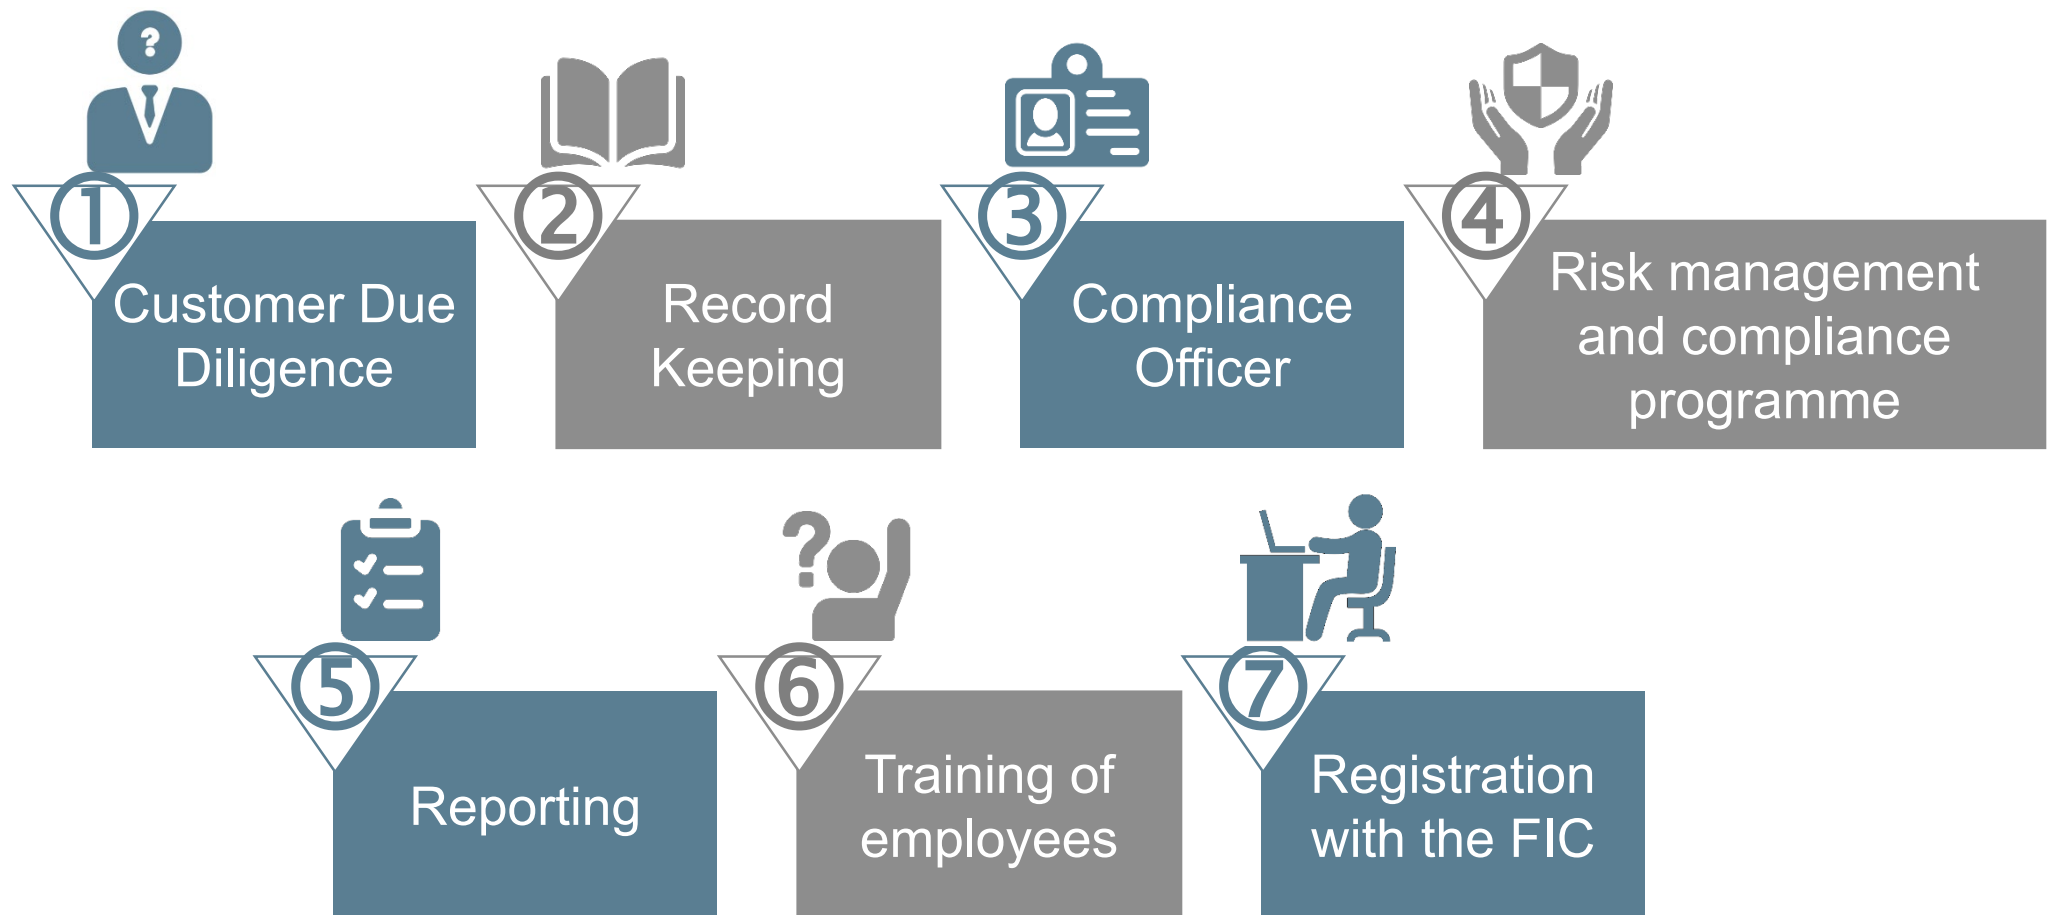 ?
1
Customer Due
Diligence
2
Record
Keeping
3
Compliance
Officer
4
Risk management
and compliance
programme
5
Reporting
?
6
Training of
employees
7
Registration
with the FIC